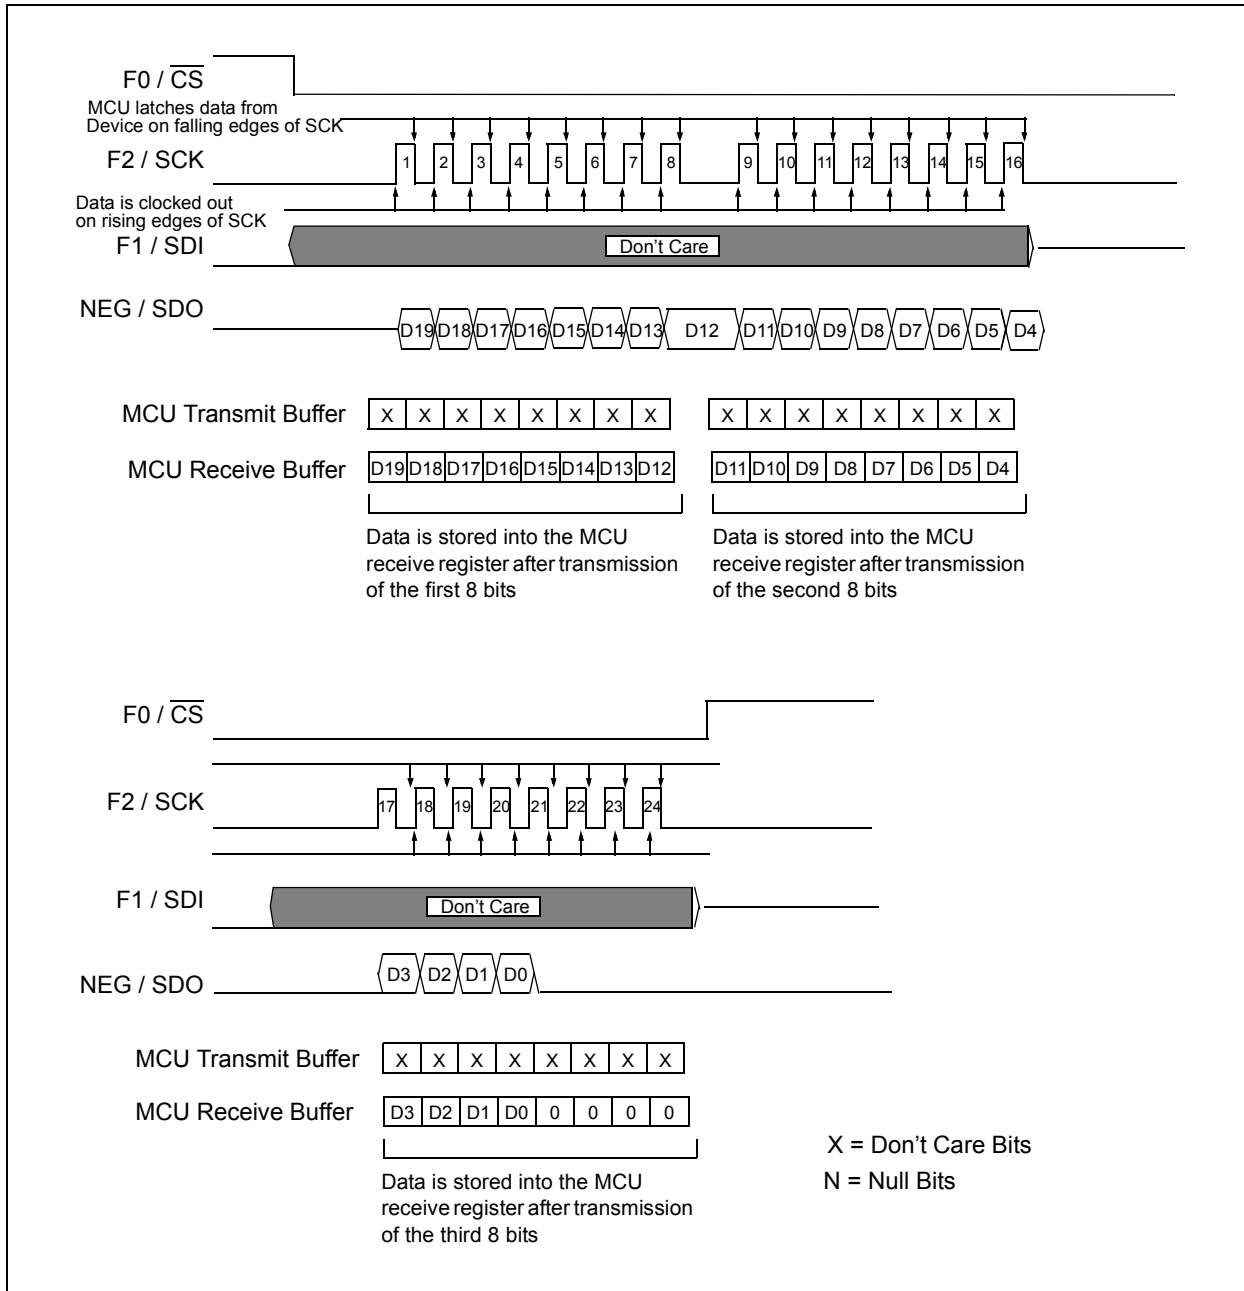 F0 / CS
MCU latches data from
Device on falling edges of SCK
F2 / SCK
1 2 3 4 5 6 7 8 9 10 11 12 13 14 15 16
Data is clocked out
on rising edges of SCK
F1 / SDI
Don't Care
NEG / SDO
D19 D18 D17 D16 D15 D14 D13 D12 D11 D10 D9 D8 D7 D6 D5 D4
MCU Transmit Buffer
X X X X X X X X X X X X X X X X
MCU Receive Buffer
D19 D18 D17 D16 D15 D14 D13 D12 D11 D10 D9 D8 D7 D6 D5 D4
Data is stored into the MCU
receive register after transmission
of the first 8 bits
Data is stored into the MCU
receive register after transmission
of the second 8 bits
F0 / CS
F2 / SCK
17 18 19 20 21 22 23 24
F1 / SDI
Don't Care
NEG / SDO
D3 D2 D1 D0
MCU Transmit Buffer
X X X X X X X X
MCU Receive Buffer
D3 D2 D1 D0 0 0 0 0
Data is stored into the MCU
receive register after transmission
of the third 8 bits
X = Don't Care Bits
N = Null Bits